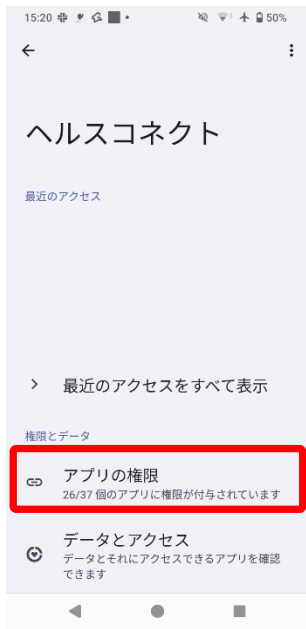 15:20 50%
ヘルスコネクト
最近のアクセス
最近のアクセスをすべて表示
権限とデータ
アプリの権限
26/37 個のアプリに権限が付与されています
データとアクセス
データとそれにアクセスできるアプリを確認
できます